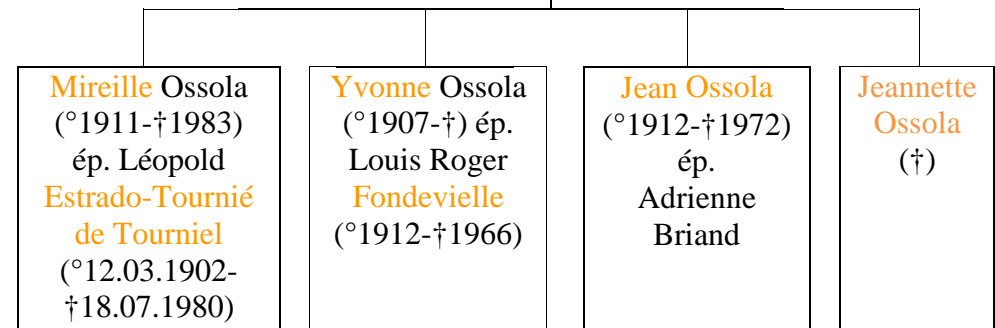 Mireille Ossola
(°1911-†1983)
ép. Léopold
Estrado-Tournié
de Tourniel
(°12.03.1902-
†18.07.1980)
Yvonne Ossola
(°1907-†) ép.
Louis Roger
Fondevielle
(°1912-†1966)
Jean Ossola
(°1912-†1972)
ép.
Adrienne
Briand
Jeannette
Ossola
(†)